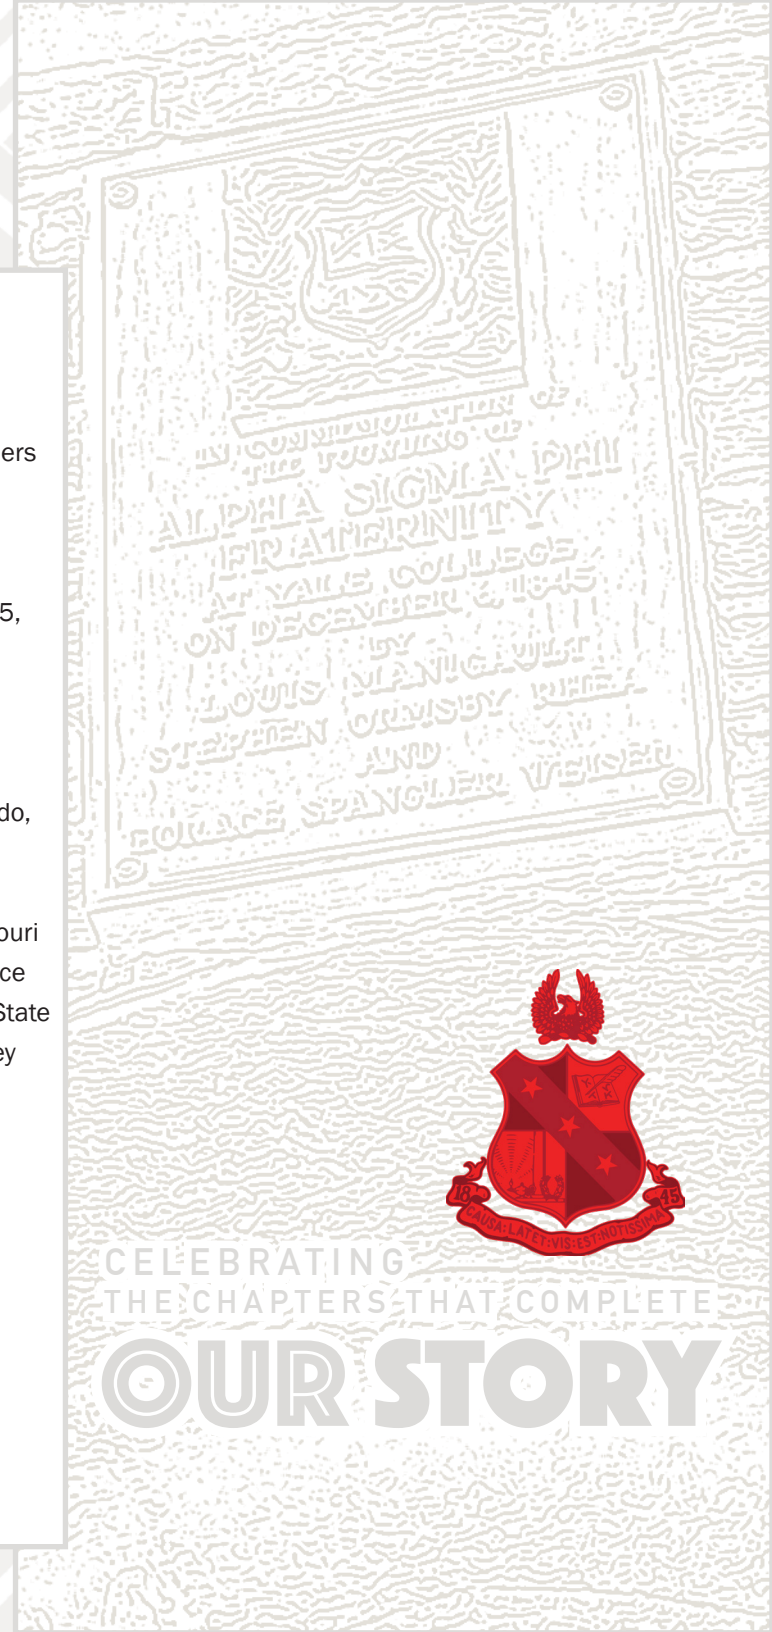 ers
5,
do,
ouri
ce
State
ey
IN COMMEMORATION OF
THE FOUNDING OF
ALPHA SIGMA PHI
FRATERNITY
AT YALE COLLEGE
ON DECEMBER 6, 1845
BY
LOUIS MANIGAULT
STEPHEN ORMSBY RHEA
AND
HORACE SPANGLER WEISER
18 45
CAUSA:LATET:VIS:EST:NOTISSIMA
CELEBRATING
THE CHAPTERS THAT COMPLETE
OUR STORY